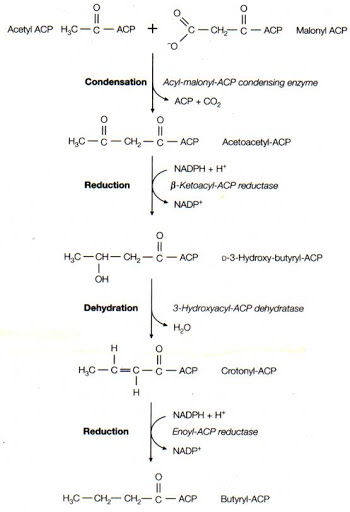 O O
Acetyl ACP H₃C — C — ACP + C — CH₂ — C — ACP Malonyl ACP
⁻O O
Condensation Acyl-malonyl-ACP condensing enzyme
ACP + CO₂
O O
H₃C — C — CH₂ — C — ACP Acetoacetyl-ACP
NADPH + H⁺
Reduction β-Ketoacyl-ACP reductase
NADP⁺
O
H₃C — CH — CH₂ — C — ACP D-3-Hydroxy-butyryl-ACP
OH
Dehydration 3-Hydroxyacyl-ACP dehydratase
H₂O
H O
H₃C — C = C — C — ACP Crotonyl-ACP
H
NADPH + H⁺
Reduction Enoyl-ACP reductase
NADP⁺
O
H₃C — CH₂ — CH₂ — C — ACP Butyryl-ACP